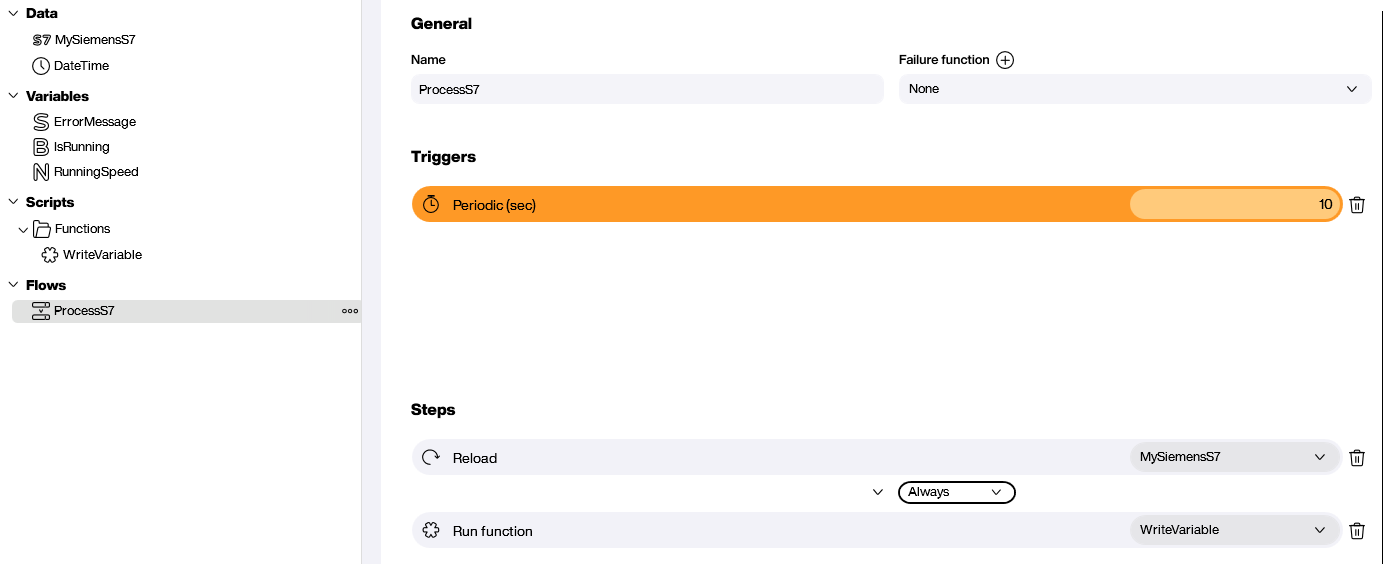 Data
S7 MySiemensS7
DateTime
Variables
S ErrorMessage
B IsRunning
N RunningSpeed
Scripts
Functions
WriteVariable
Flows
ProcessS7
General
Name
Failure function
ProcessS7
None
Triggers
Periodic (sec) 10
Steps
Reload MySiemensS7
Always
Run function WriteVariable